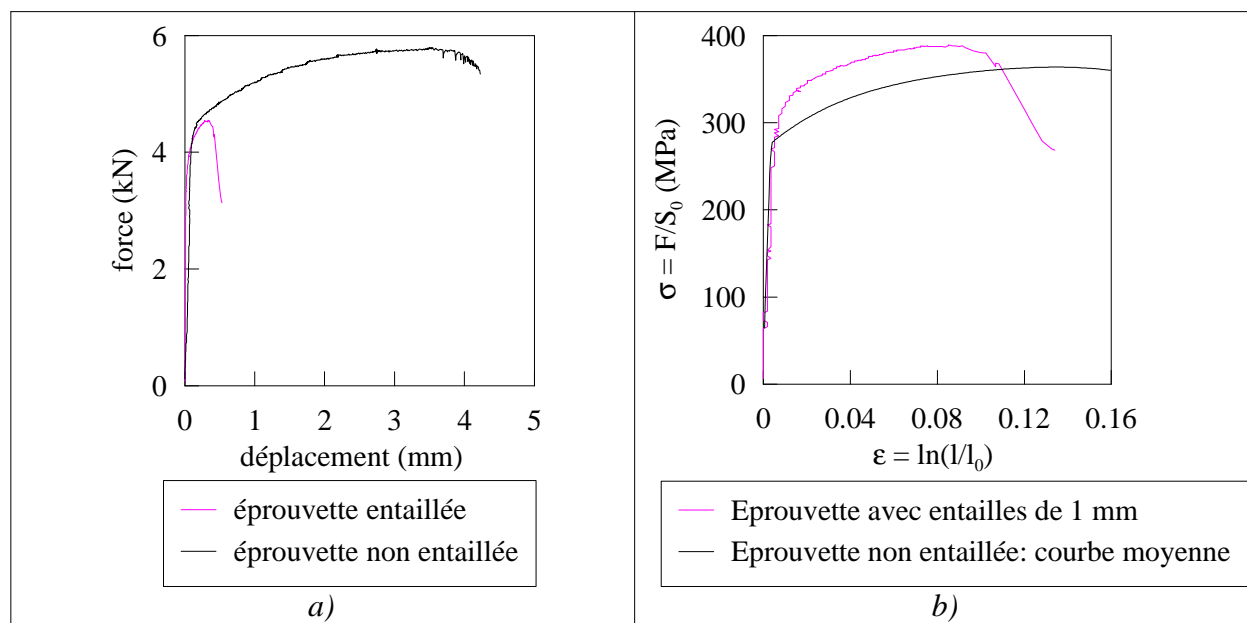 6
4
2
0
force (kN)
0 1 2 3 4 5
déplacement (mm)
éprouvette entaillée
éprouvette non entaillée
a)
400
300
200
100
0
σ = F/S₀ (MPa)
0 0.04 0.08 0.12 0.16
ε = ln(l/l₀)
Eprouvette avec entailles de 1 mm
Eprouvette non entaillée: courbe moyenne
b)